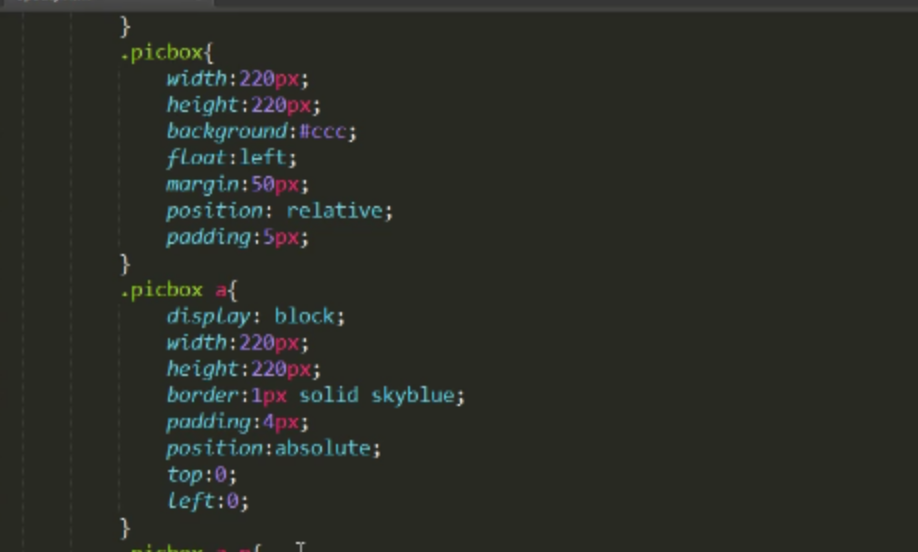 }
.picbox{
width:220px;
height:220px;
background:#ccc;
float:left;
margin:50px;
position: relative;
padding:5px;
}
.picbox a{
display: block;
width:220px;
height:220px;
border:1px solid skyblue;
padding:4px;
position:absolute;
top:0;
left:0;
}
.picbox a